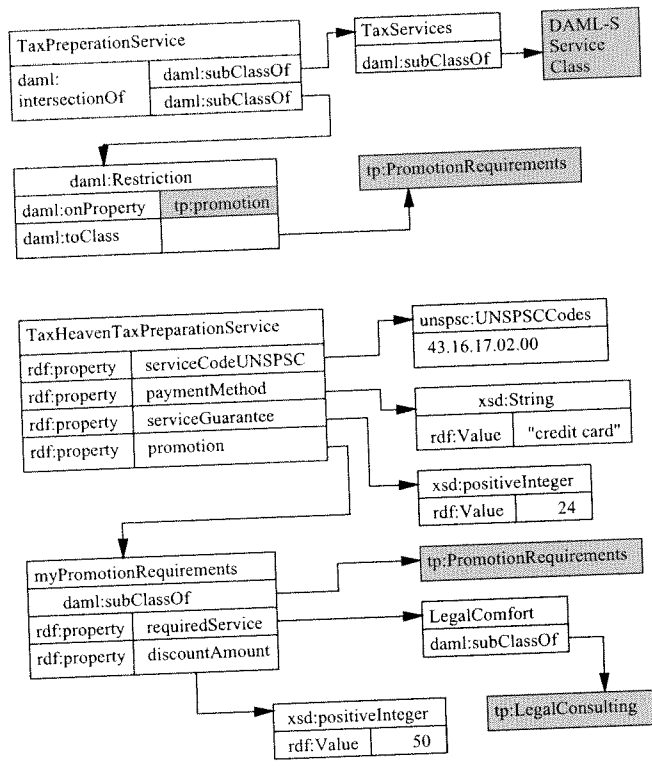 TaxPreperationService
daml:
intersectionOf
daml:subClassOf
daml:subClassOf
TaxServices
daml:subClassOf
DAML-S
Service
Class
daml:Restriction
daml:onProperty
tp:promotion
daml:toClass
tp:PromotionRequirements
TaxHeavenTaxPreparationService
rdf:property serviceCodeUNSPSC
rdf:property paymentMethod
rdf:property serviceGuarantee
rdf:property promotion
unspsc:UNSPSCCodes
43.16.17.02.00
xsd:String
rdf:Value "credit card"
xsd:positiveInteger
rdf:Value 24
myPromotionRequirements
daml:subClassOf
rdf:property requiredService
rdf:property discountAmount
tp:PromotionRequirements
LegalComfort
daml:subClassOf
tp:LegalConsulting
xsd:positiveInteger
rdf:Value 50